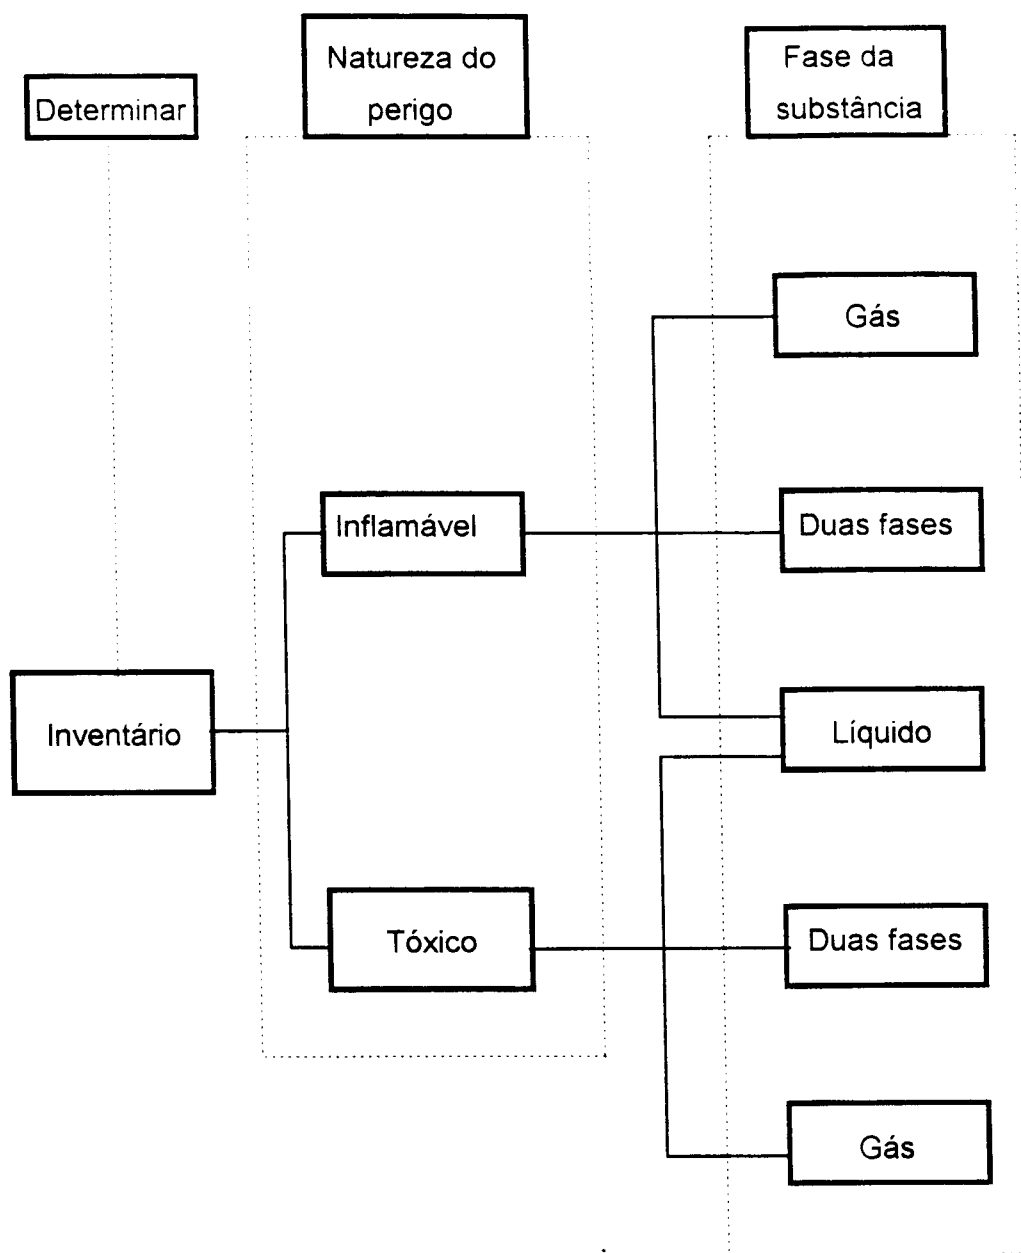 Natureza do
perigo
Fase da
substância
Determinar
Gás
Inflamável
Duas fases
Inventário
Líquido
Tóxico
Duas fases
Gás